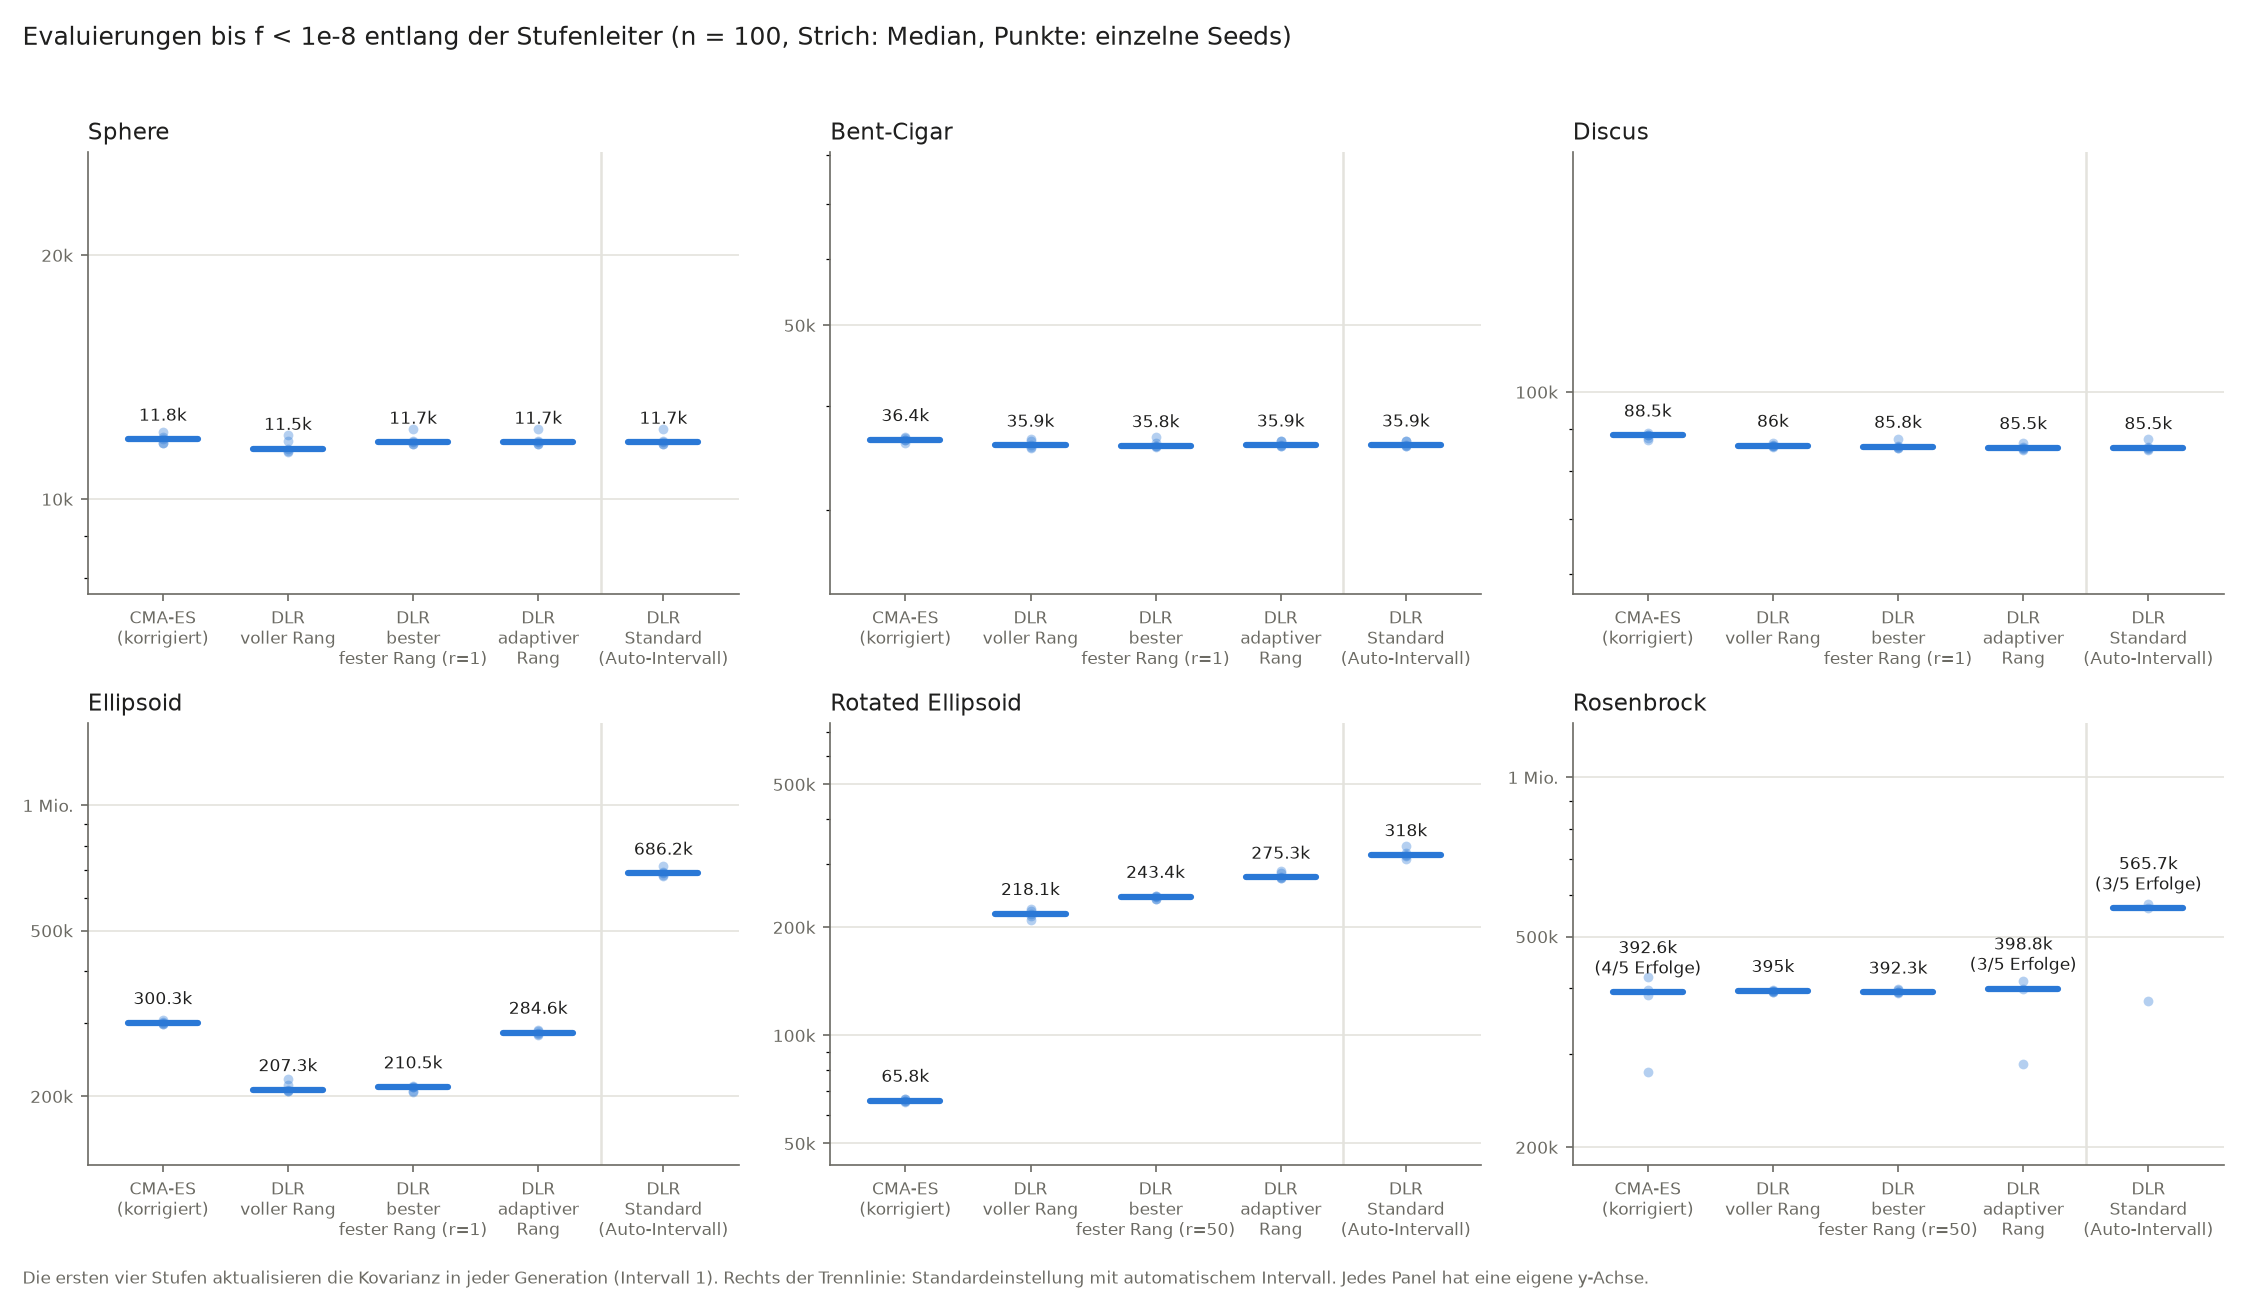 Evaluierungen bis f < 1e-8 entlang der Stufenleiter (n = 100, Strich: Median, Punkte: einzelne Seeds)
Sphere
20k
10k
11.8k
11.5k
11.7k
11.7k
11.7k
CMA-ES
(korrigiert)
DLR
voller Rang
DLR
bester
fester Rang (r=1)
DLR
adaptiver
Rang
DLR
Standard
(Auto-Intervall)
Bent-Cigar
50k
36.4k
35.9k
35.8k
35.9k
35.9k
CMA-ES
(korrigiert)
DLR
voller Rang
DLR
bester
fester Rang (r=1)
DLR
adaptiver
Rang
DLR
Standard
(Auto-Intervall)
Discus
100k
88.5k
86k
85.8k
85.5k
85.5k
CMA-ES
(korrigiert)
DLR
voller Rang
DLR
bester
fester Rang (r=1)
DLR
adaptiver
Rang
DLR
Standard
(Auto-Intervall)
Ellipsoid
1 Mio.
500k
200k
300.3k
207.3k
210.5k
284.6k
686.2k
CMA-ES
(korrigiert)
DLR
voller Rang
DLR
bester
fester Rang (r=1)
DLR
adaptiver
Rang
DLR
Standard
(Auto-Intervall)
Rotated Ellipsoid
500k
200k
100k
50k
65.8k
218.1k
243.4k
275.3k
318k
CMA-ES
(korrigiert)
DLR
voller Rang
DLR
bester
fester Rang (r=50)
DLR
adaptiver
Rang
DLR
Standard
(Auto-Intervall)
Rosenbrock
1 Mio.
500k
200k
392.6k
(4/5 Erfolge)
395k
392.3k
398.8k
(3/5 Erfolge)
565.7k
(3/5 Erfolge)
CMA-ES
(korrigiert)
DLR
voller Rang
DLR
bester
fester Rang (r=50)
DLR
adaptiver
Rang
DLR
Standard
(Auto-Intervall)
Die ersten vier Stufen aktualisieren die Kovarianz in jeder Generation (Intervall 1). Rechts der Trennlinie: Standardeinstellung mit automatischem Intervall. Jedes Panel hat eine eigene y-Achse.